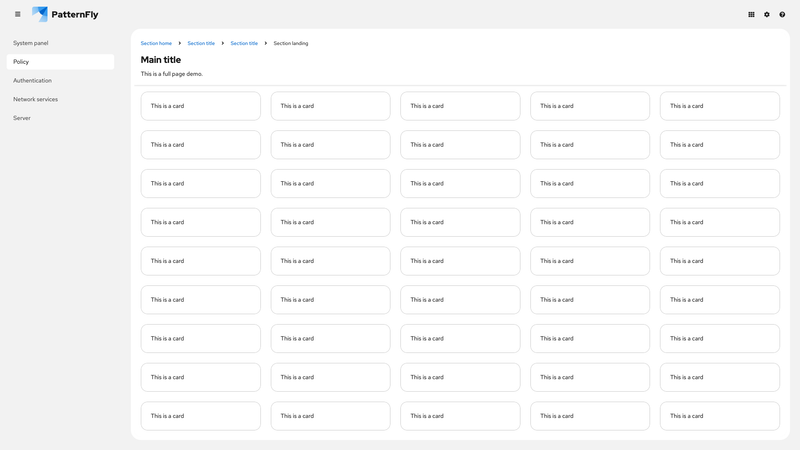 PatternFly
System panel
Policy
Authentication
Network services
Server
Section home Section title Section title Section landing
Main title
This is a full page demo.
This is a card This is a card This is a card This is a card This is a card
This is a card This is a card This is a card This is a card This is a card
This is a card This is a card This is a card This is a card This is a card
This is a card This is a card This is a card This is a card This is a card
This is a card This is a card This is a card This is a card This is a card
This is a card This is a card This is a card This is a card This is a card
This is a card This is a card This is a card This is a card This is a card
This is a card This is a card This is a card This is a card This is a card
This is a card This is a card This is a card This is a card This is a card